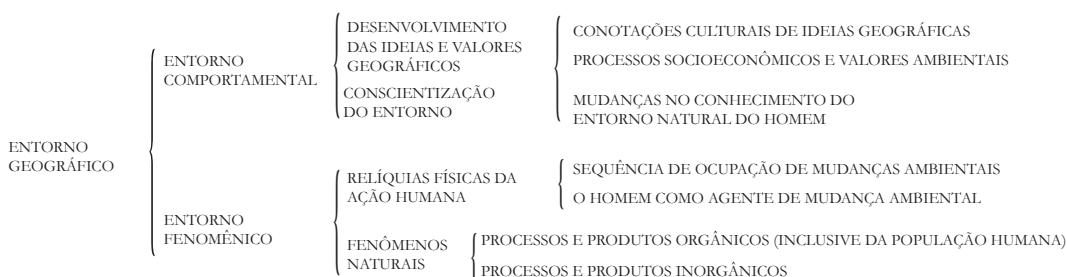 ENTORNO
GEOGRÁFICO
ENTORNO
COMPORTAMENTAL
DESENVOLVIMENTO
DAS IDEIAS E VALORES
GEOGRÁFICOS
CONSCIENTIZAÇÃO
DO ENTORNO
CONOTAÇÕES CULTURAIS DE IDEIAS GEOGRÁFICAS
PROCESSOS SOCIOECONÔMICOS E VALORES AMBIENTAIS
MUDANÇAS NO CONHECIMENTO DO
ENTORNO NATURAL DO HOMEM
ENTORNO
FENOMÊNICO
RELÍQUIAS FÍSICAS DA
AÇÃO HUMANA
SEQUÊNCIA DE OCUPAÇÃO DE MUDANÇAS AMBIENTAIS
O HOMEM COMO AGENTE DE MUDANÇA AMBIENTAL
FENÔMENOS
NATURAIS
PROCESSOS E PRODUTOS ORGÂNICOS (INCLUSIVE DA POPULAÇÃO HUMANA)
PROCESSOS E PRODUTOS INORGÂNICOS